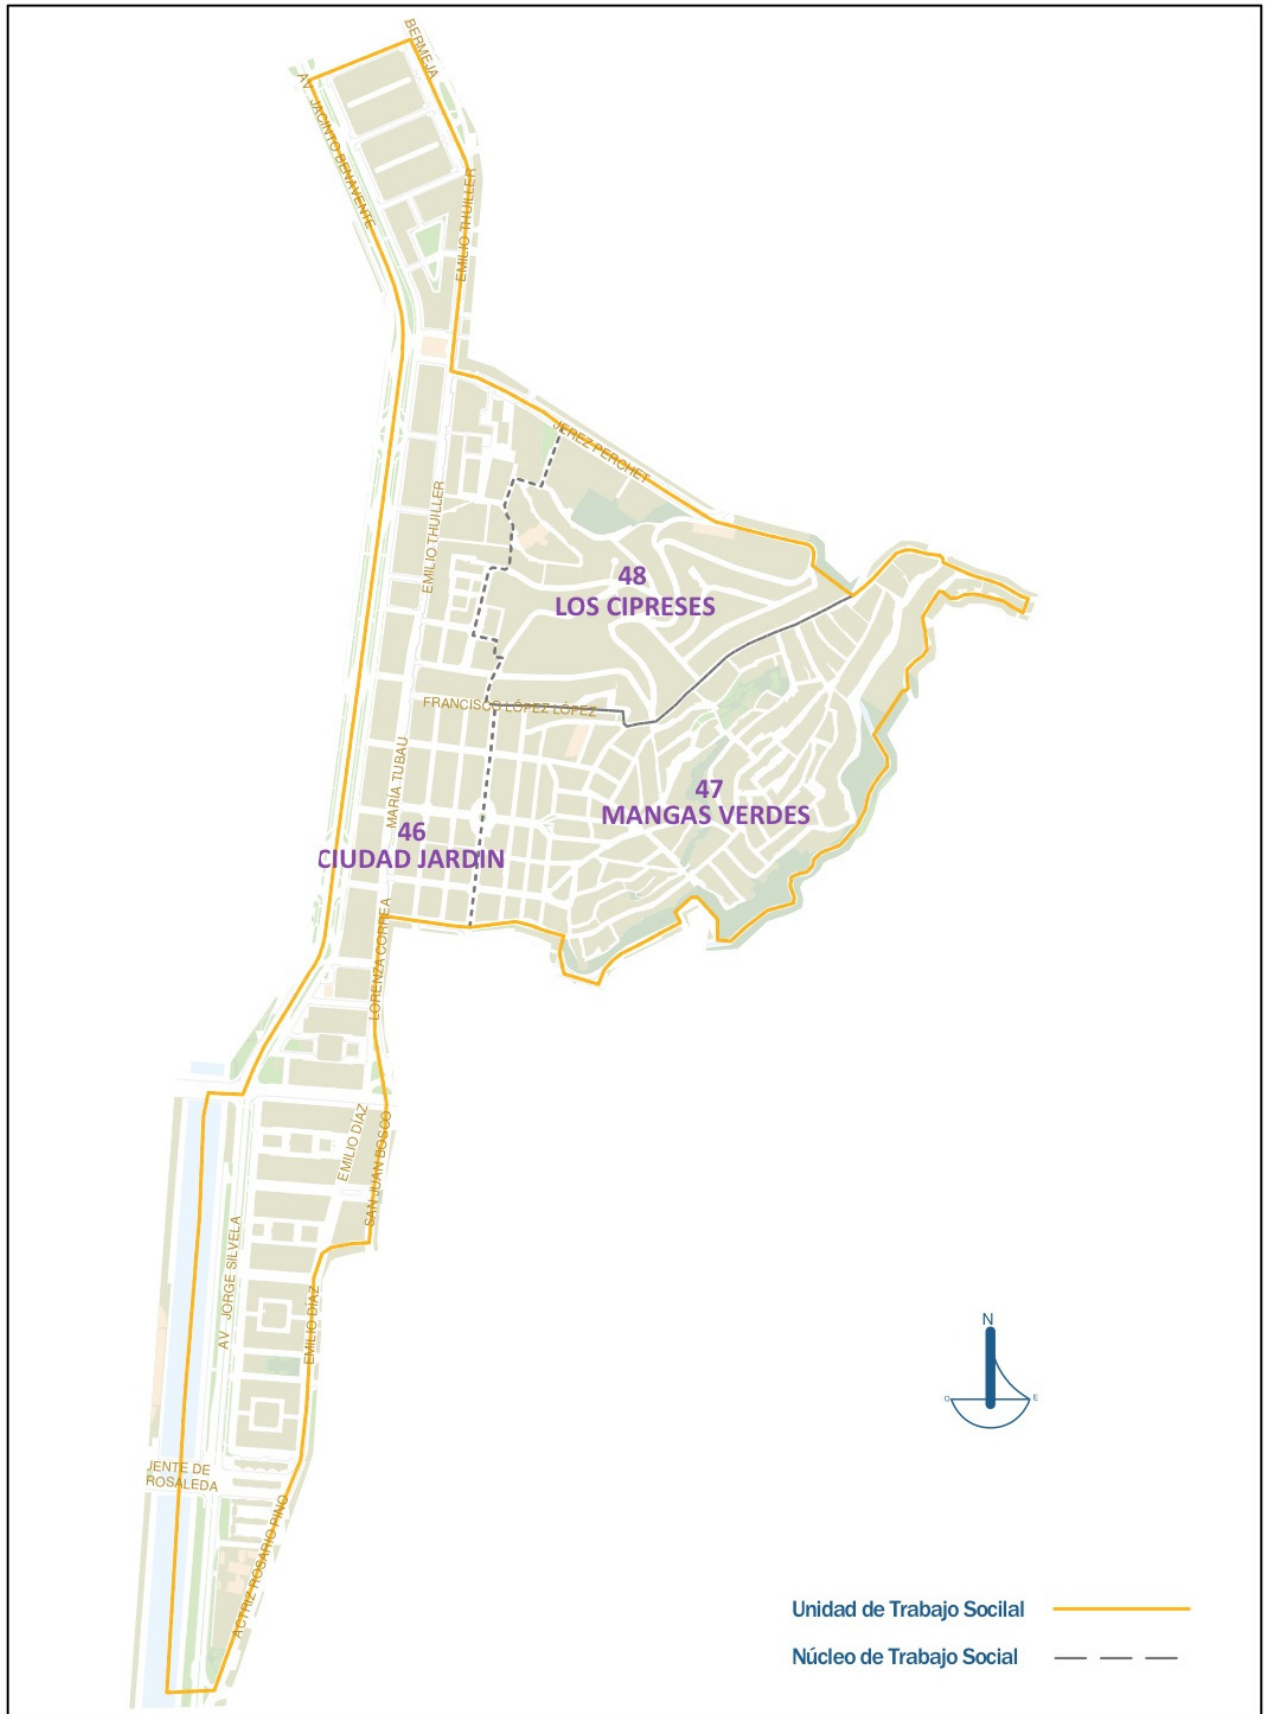 BERMEJA
AV JACINTO BENAVENTE
EMILIO THUILLER
JEREZ PERCHET
EMILIO THUILLER
48
LOS CIPRESES
FRANCISCO LÓPEZ LÓPEZ
MARÍA TUBAU
47
MANGAS VERDES
46
CIUDAD JARDIN
LORENZA CORREA
EMILIO DÍAZ
SAN JUAN BOSCO
AV JORGE SILVELA
EMILIO DÍAZ
N
O
E
JENTE DE
ROSALEDA
ACTRIZ ROSARIO PINO
Unidad de Trabajo Socilal
Núcleo de Trabajo Social